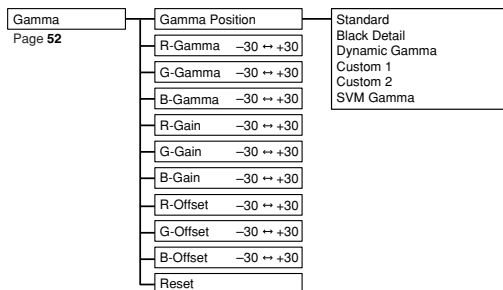 Gamma
Page 52
Gamma Position
R-Gamma –30 ↔ +30
G-Gamma –30 ↔ +30
B-Gamma –30 ↔ +30
R-Gain –30 ↔ +30
G-Gain –30 ↔ +30
B-Gain –30 ↔ +30
R-Offset –30 ↔ +30
G-Offset –30 ↔ +30
B-Offset –30 ↔ +30
Reset
Standard
Black Detail
Dynamic Gamma
Custom 1
Custom 2
SVM Gamma